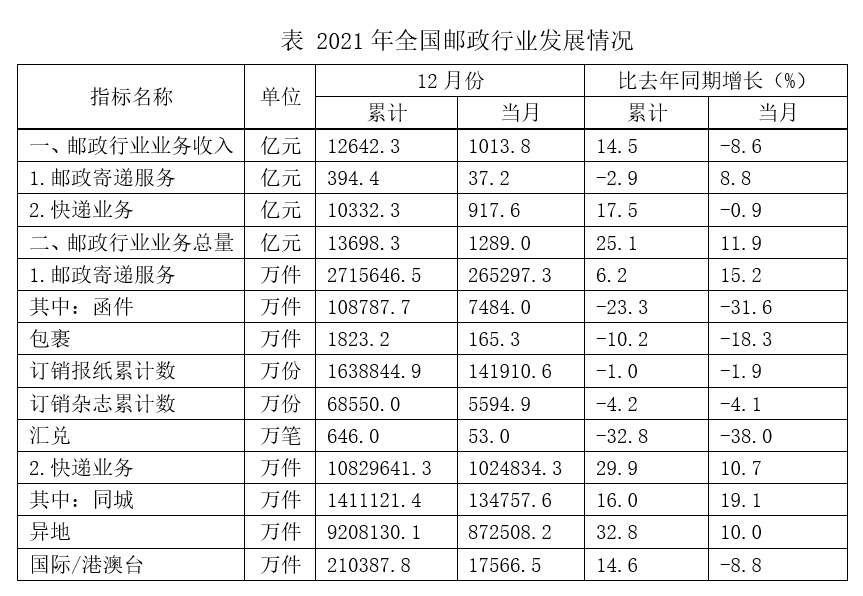 表 2021 年全国邮政行业发展情况
指标名称 单位 12 月份 比去年同期增长（%）
累计 当月 累计 当月
一、邮政行业业务收入 亿元 12642.3 1013.8 14.5 -8.6
1.邮政寄递服务 亿元 394.4 37.2 -2.9 8.8
2.快递业务 亿元 10332.3 917.6 17.5 -0.9
二、邮政行业业务总量 亿元 13698.3 1289.0 25.1 11.9
1.邮政寄递服务 万件 2715646.5 265297.3 6.2 15.2
其中：函件 万件 108787.7 7484.0 -23.3 -31.6
包裹 万件 1823.2 165.3 -10.2 -18.3
订销报纸累计数 万份 1638844.9 141910.6 -1.0 -1.9
订销杂志累计数 万份 68550.0 5594.9 -4.2 -4.1
汇兑 万笔 646.0 53.0 -32.8 -38.0
2.快递业务 万件 10829641.3 1024834.3 29.9 10.7
其中：同城 万件 1411121.4 134757.6 16.0 19.1
异地 万件 9208130.1 872508.2 32.8 10.0
国际/港澳台 万件 210387.8 17566.5 14.6 -8.8